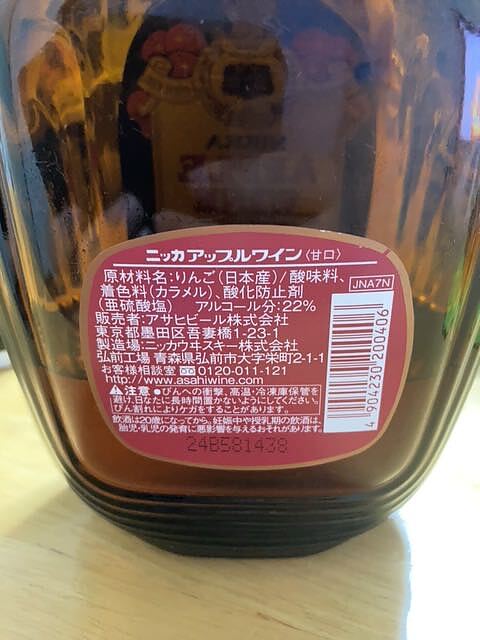 ニッカアップルワイン〈甘口〉
原材料名:りんご(日本産)/酸味料、
着色料(カラメル)、酸化防止剤
(亜硫酸塩) アルコール分:22%
販売者:アサヒビール株式会社
東京都墨田区吾妻橋1-23-1
製造場:ニッカウヰスキー株式会社
弘前工場 青森県弘前市大字栄町2-1-1
お客様相談室 0120-011-121
http://www.asahiwine.com
注意 ●びんへの衝撃、高温・冷凍庫保管を
避け、日なたに長時間置かないようにしてください。
びん割れによりケガをすることがあります。
飲酒は20歳になってから。妊娠中や授乳期の飲酒は、
胎児・乳児の発育に悪影響を与えるおそれがあります。
JNA7N
4 904230 200406
24B581438